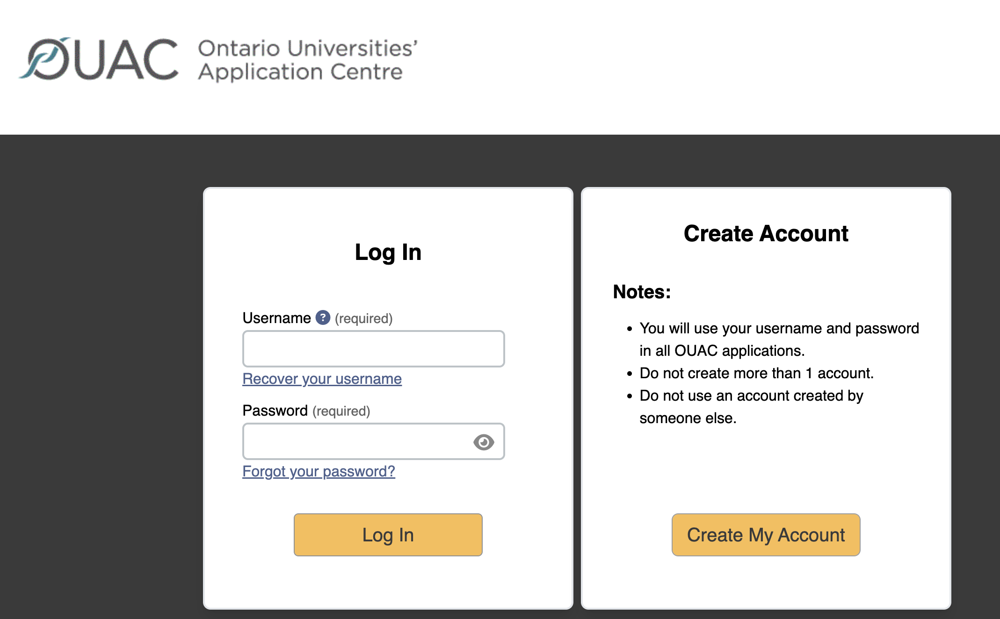 OUAC
Ontario Universities’
Application Centre
Log In
Username ? (required)
Recover your username
Password (required)
Forgot your password?
Log In
Create Account
Notes:
• You will use your username and password
in all OUAC applications.
• Do not create more than 1 account.
• Do not use an account created by
someone else.
Create My Account